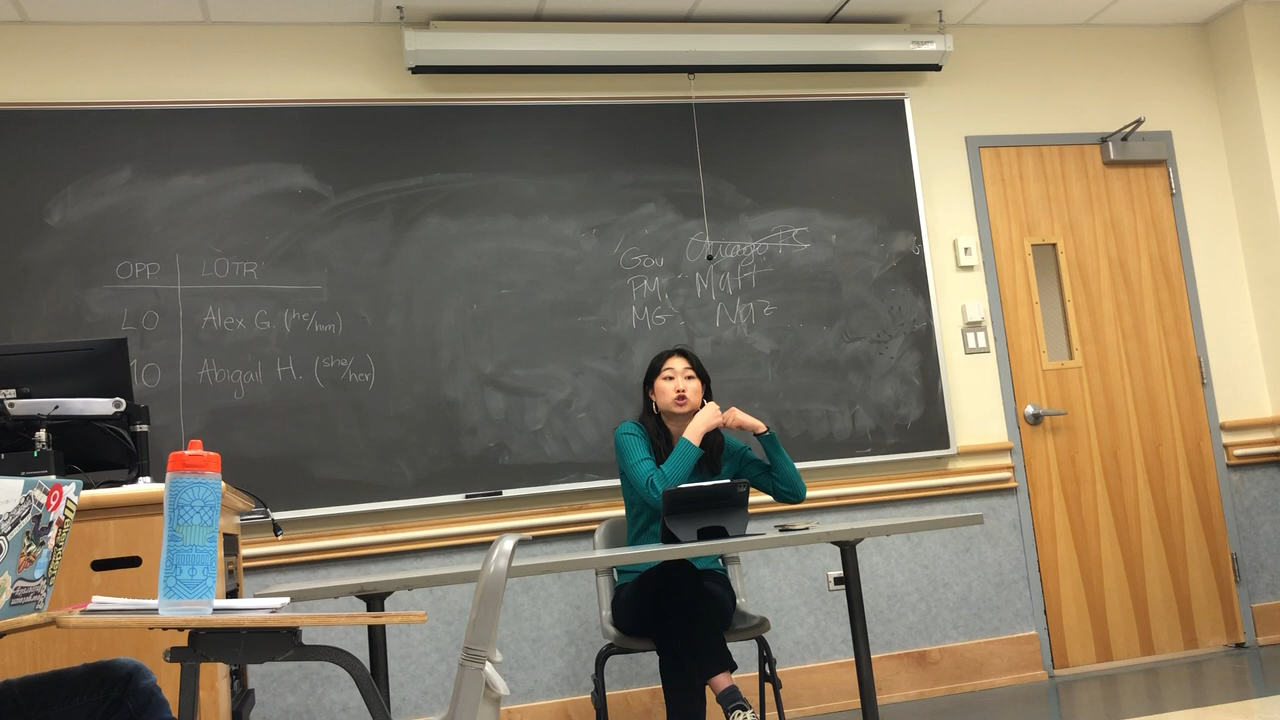 OPP. LOTR
LO Alex G. (he/him)
MO Abigail H. (she/her)
Gov Chicago PS
PM: Matt
MG: Naz